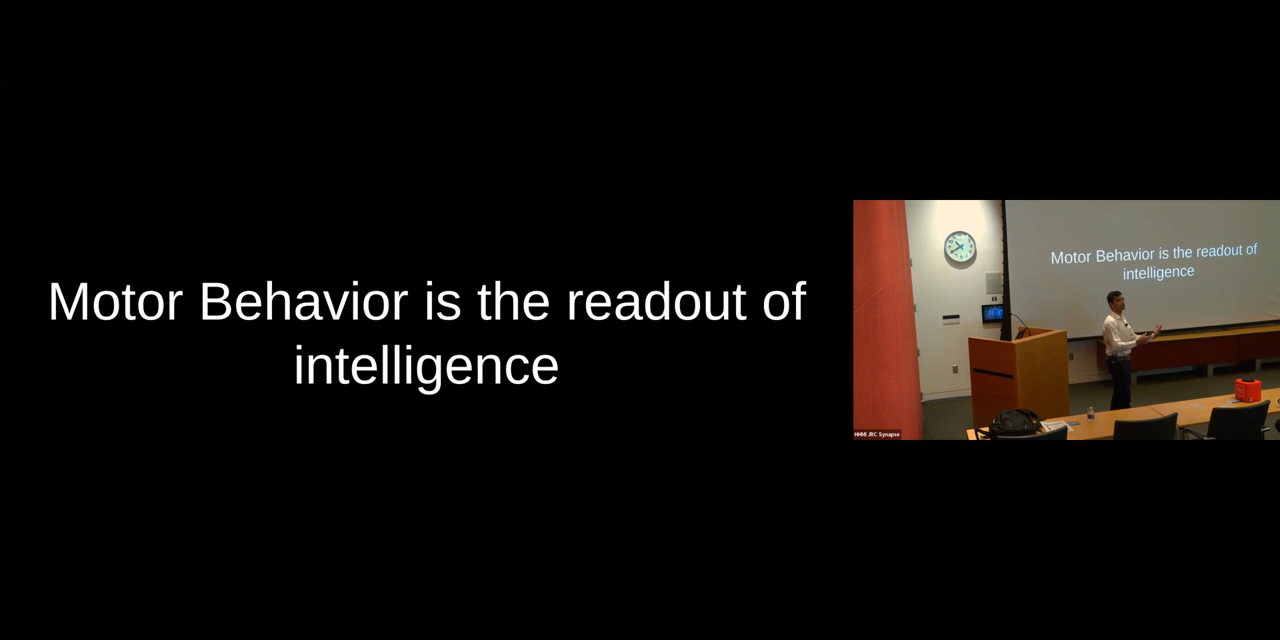 Motor Behavior is the readout of
intelligence
Motor Behavior is the readout of
intelligence
HHMI JRC Synapse